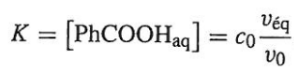 K = [PhCOOH_aq] = c_0 \frac{v_{éq}}{v_0}